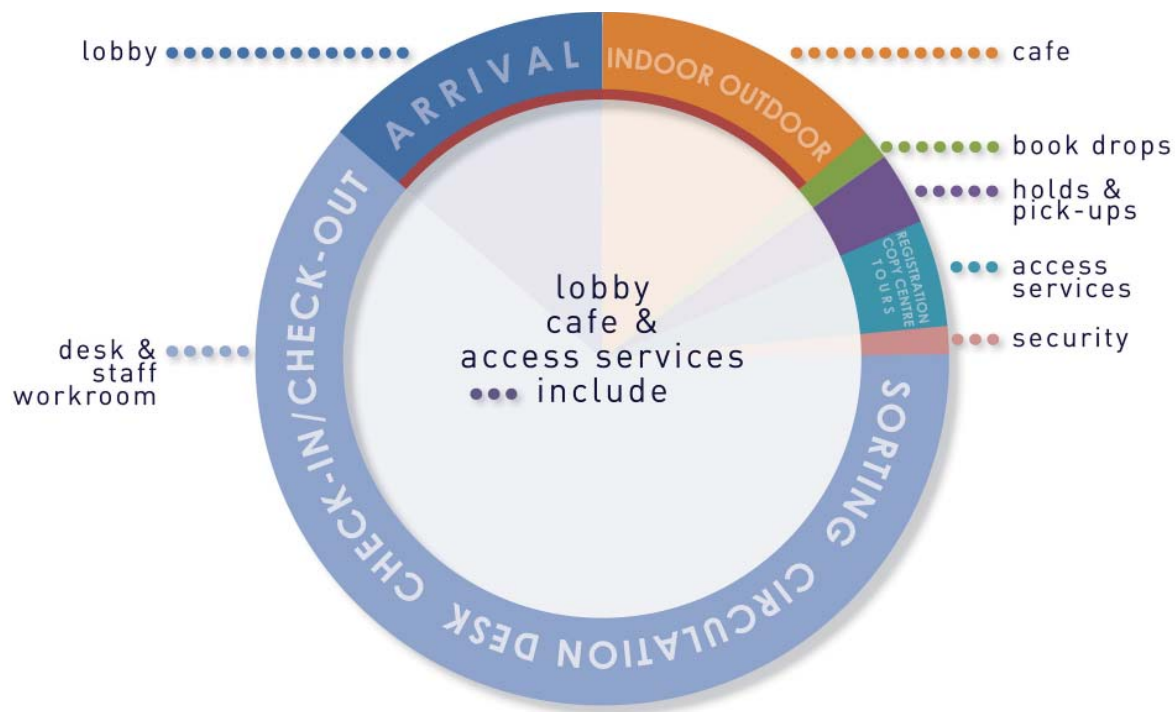 lobby
ARRIVAL
INDOOR OUTDOOR
cafe
book drops
holds &
pick-ups
REGISTRATION
COPY CENTRE
TOURS
access
services
security
lobby
cafe &
access services
include
desk &
staff
workroom
SORTING CIRCULATION DESK CHECK-IN/CHECK-OUT